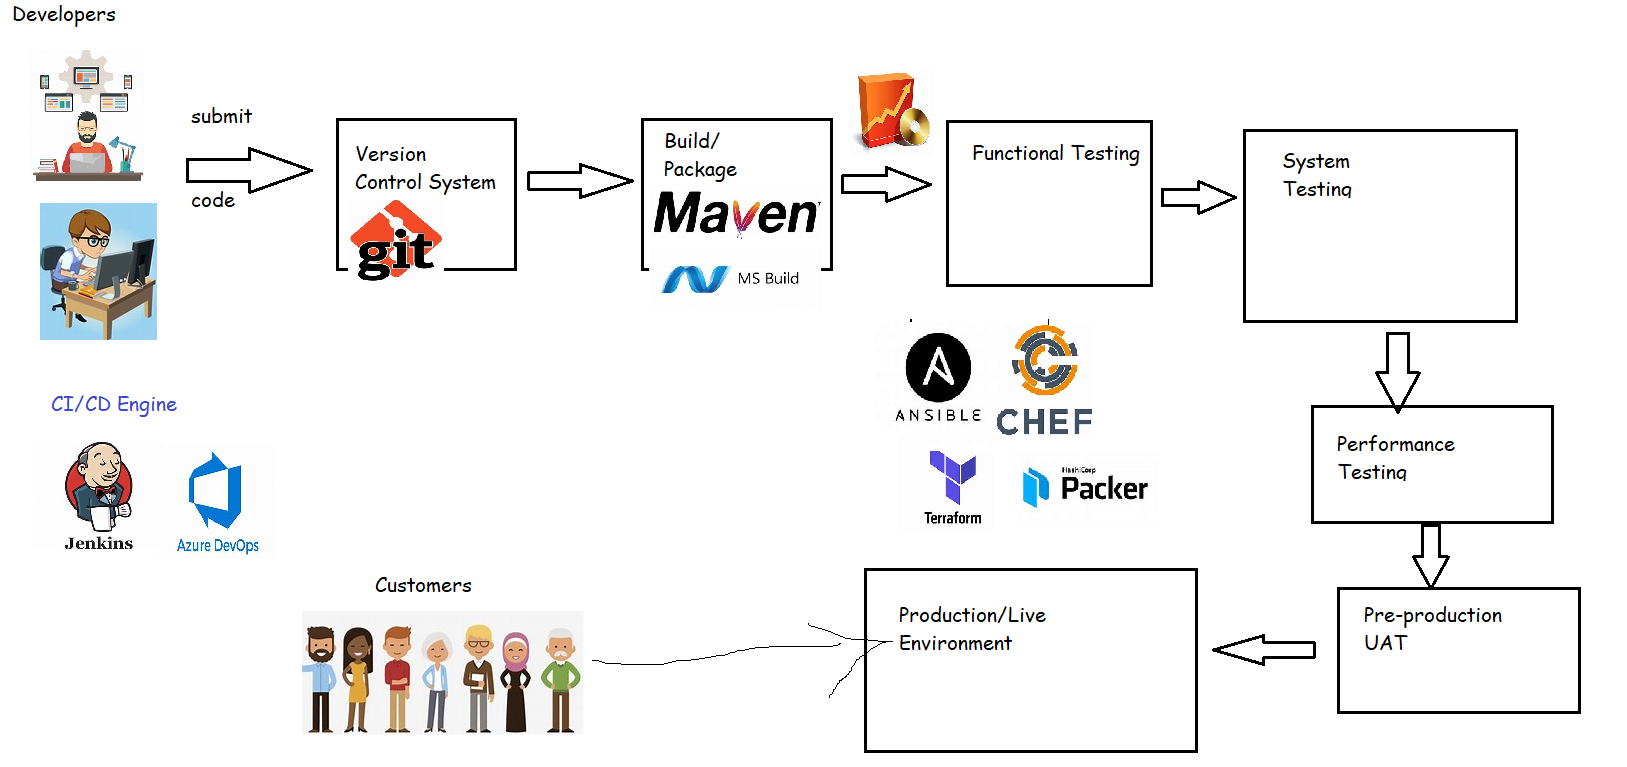 Developers
submit
code
Version
Control System
git
Build/
Package
Maven
MS Build
Functional Testing
System
Testing
ANSIBLE
CHEF
Terraform
HashiCorp
Packer
CI/CD Engine
Jenkins
Azure DevOps
Performance
Testing
Customers
Production/Live
Environment
Pre-production
UAT